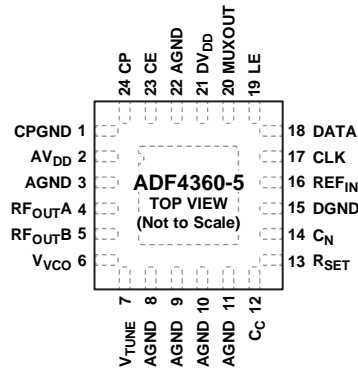 24 CP
23 CE
22 AGND
21 DVDD
20 MUXOUT
19 LE
CPGND 1
AVDD 2
AGND 3
RFOUTA 4
RFOUTB 5
VVCO 6
ADF4360-5
TOP VIEW
(Not to Scale)
18 DATA
17 CLK
16 REFIN
15 DGND
14 CN
13 RSET
VTUNE 7
AGND 8
AGND 9
AGND 10
AGND 11
CC 12